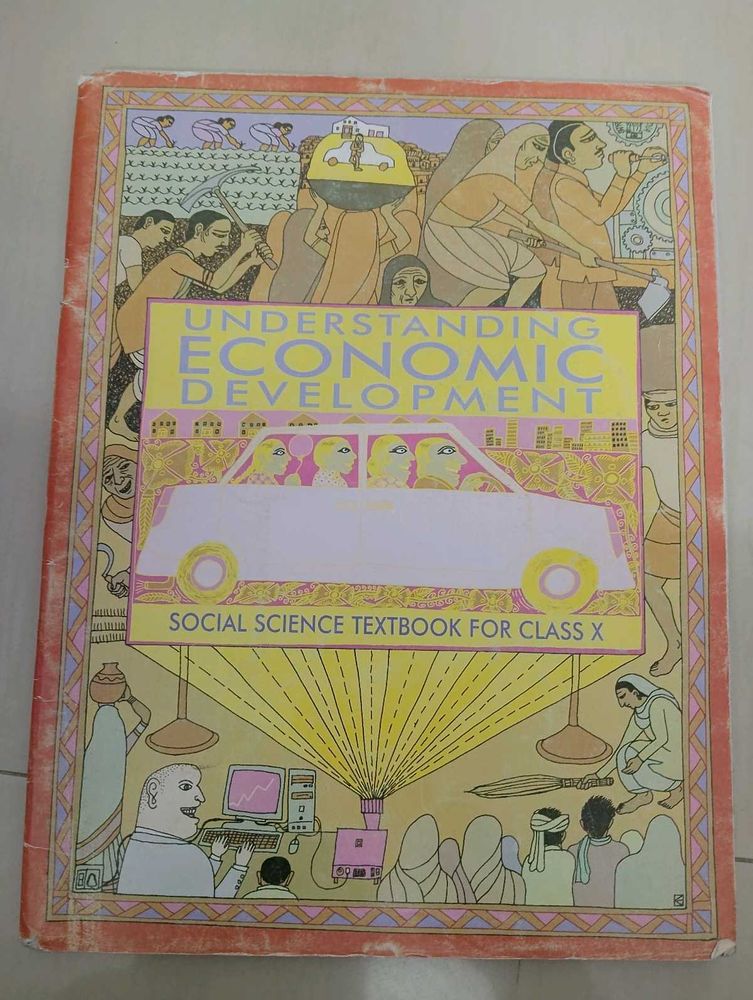 UNDERSTANDING
ECONOMIC
DEVELOPMENT
SOCIAL SCIENCE TEXTBOOK FOR CLASS X